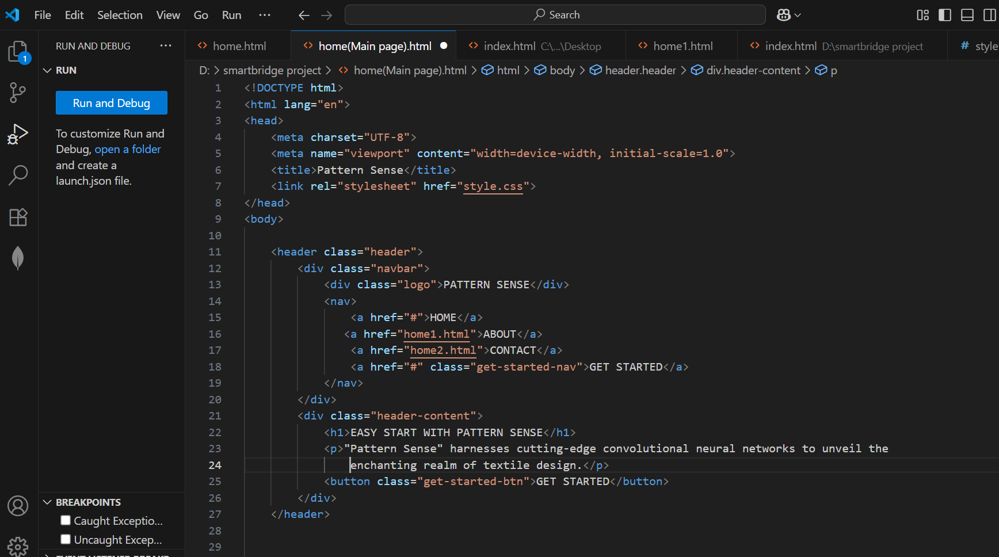 File Edit Selection View Go Run ··· Search
RUN AND DEBUG ···
home.html home(Main page).html index.html C:\...\Desktop home1.html index.html D:\smartbridge project # style
1
RUN
D: > smartbridge project > home(Main page).html > html > body > header.header > div.header-content > p
Run and Debug
To customize Run and
Debug, open a folder
and create a
launch.json file.
1 <!DOCTYPE html>
2 <html lang="en">
3 <head>
4 <meta charset="UTF-8">
5 <meta name="viewport" content="width=device-width, initial-scale=1.0">
6 <title>Pattern Sense</title>
7 <link rel="stylesheet" href="style.css">
8 </head>
9 <body>
10
11 <header class="header">
12 <div class="navbar">
13 <div class="logo">PATTERN SENSE</div>
14 <nav>
15 <a href="#">HOME</a>
16 <a href="home1.html">ABOUT</a>
17 <a href="home2.html">CONTACT</a>
18 <a href="#" class="get-started-nav">GET STARTED</a>
19 </nav>
20 </div>
21 <div class="header-content">
22 <h1>EASY START WITH PATTERN SENSE</h1>
23 <p>"Pattern Sense" harnesses cutting-edge convolutional neural networks to unveil the
24 enchanting realm of textile design.</p>
25 <button class="get-started-btn">GET STARTED</button>
26 </div>
27 </header>
28
29
BREAKPOINTS
Caught Exceptio...
Uncaught Excep...